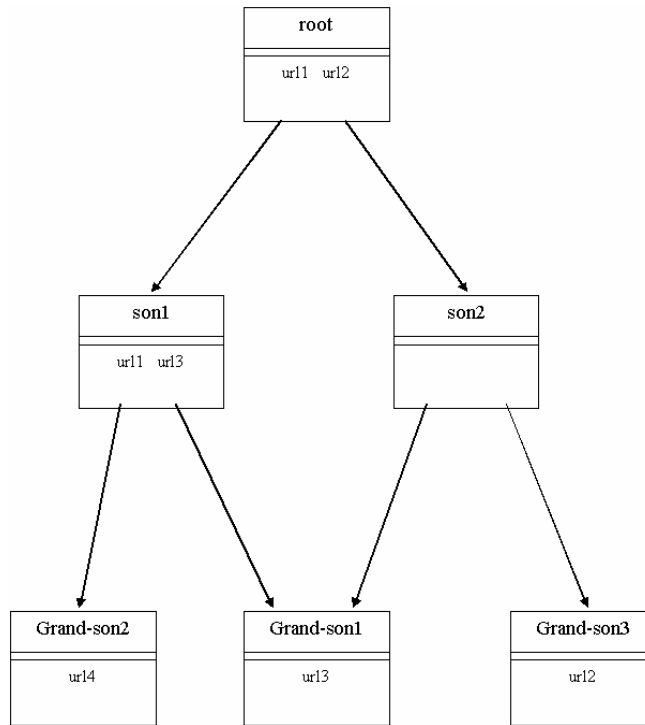 root
url1 url2
son1
son2
url1 url3
Grand-son2
Grand-son1
Grand-son3
url4
url3
url2